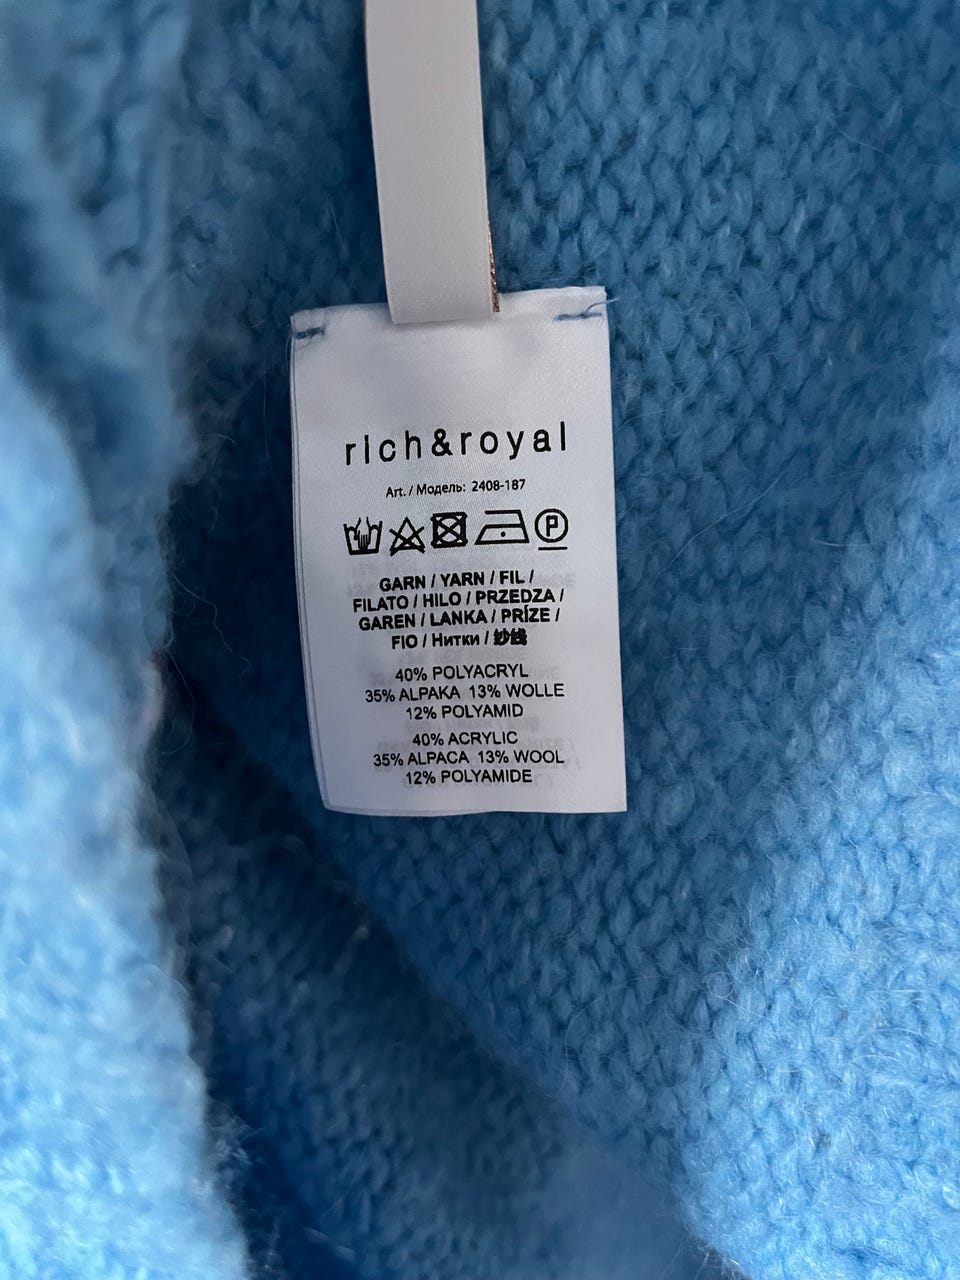 rich&royal
Art. / Модель: 2408-187
P
GARN / YARN / FIL /
FILATO / HILO / PRZEDZA /
GAREN / LANKA / PRÍZE /
FIO / Нитки / 纱线
40% POLYACRYL
35% ALPAKA 13% WOLLE
12% POLYAMID
40% ACRYLIC
35% ALPACA 13% WOOL
12% POLYAMIDE